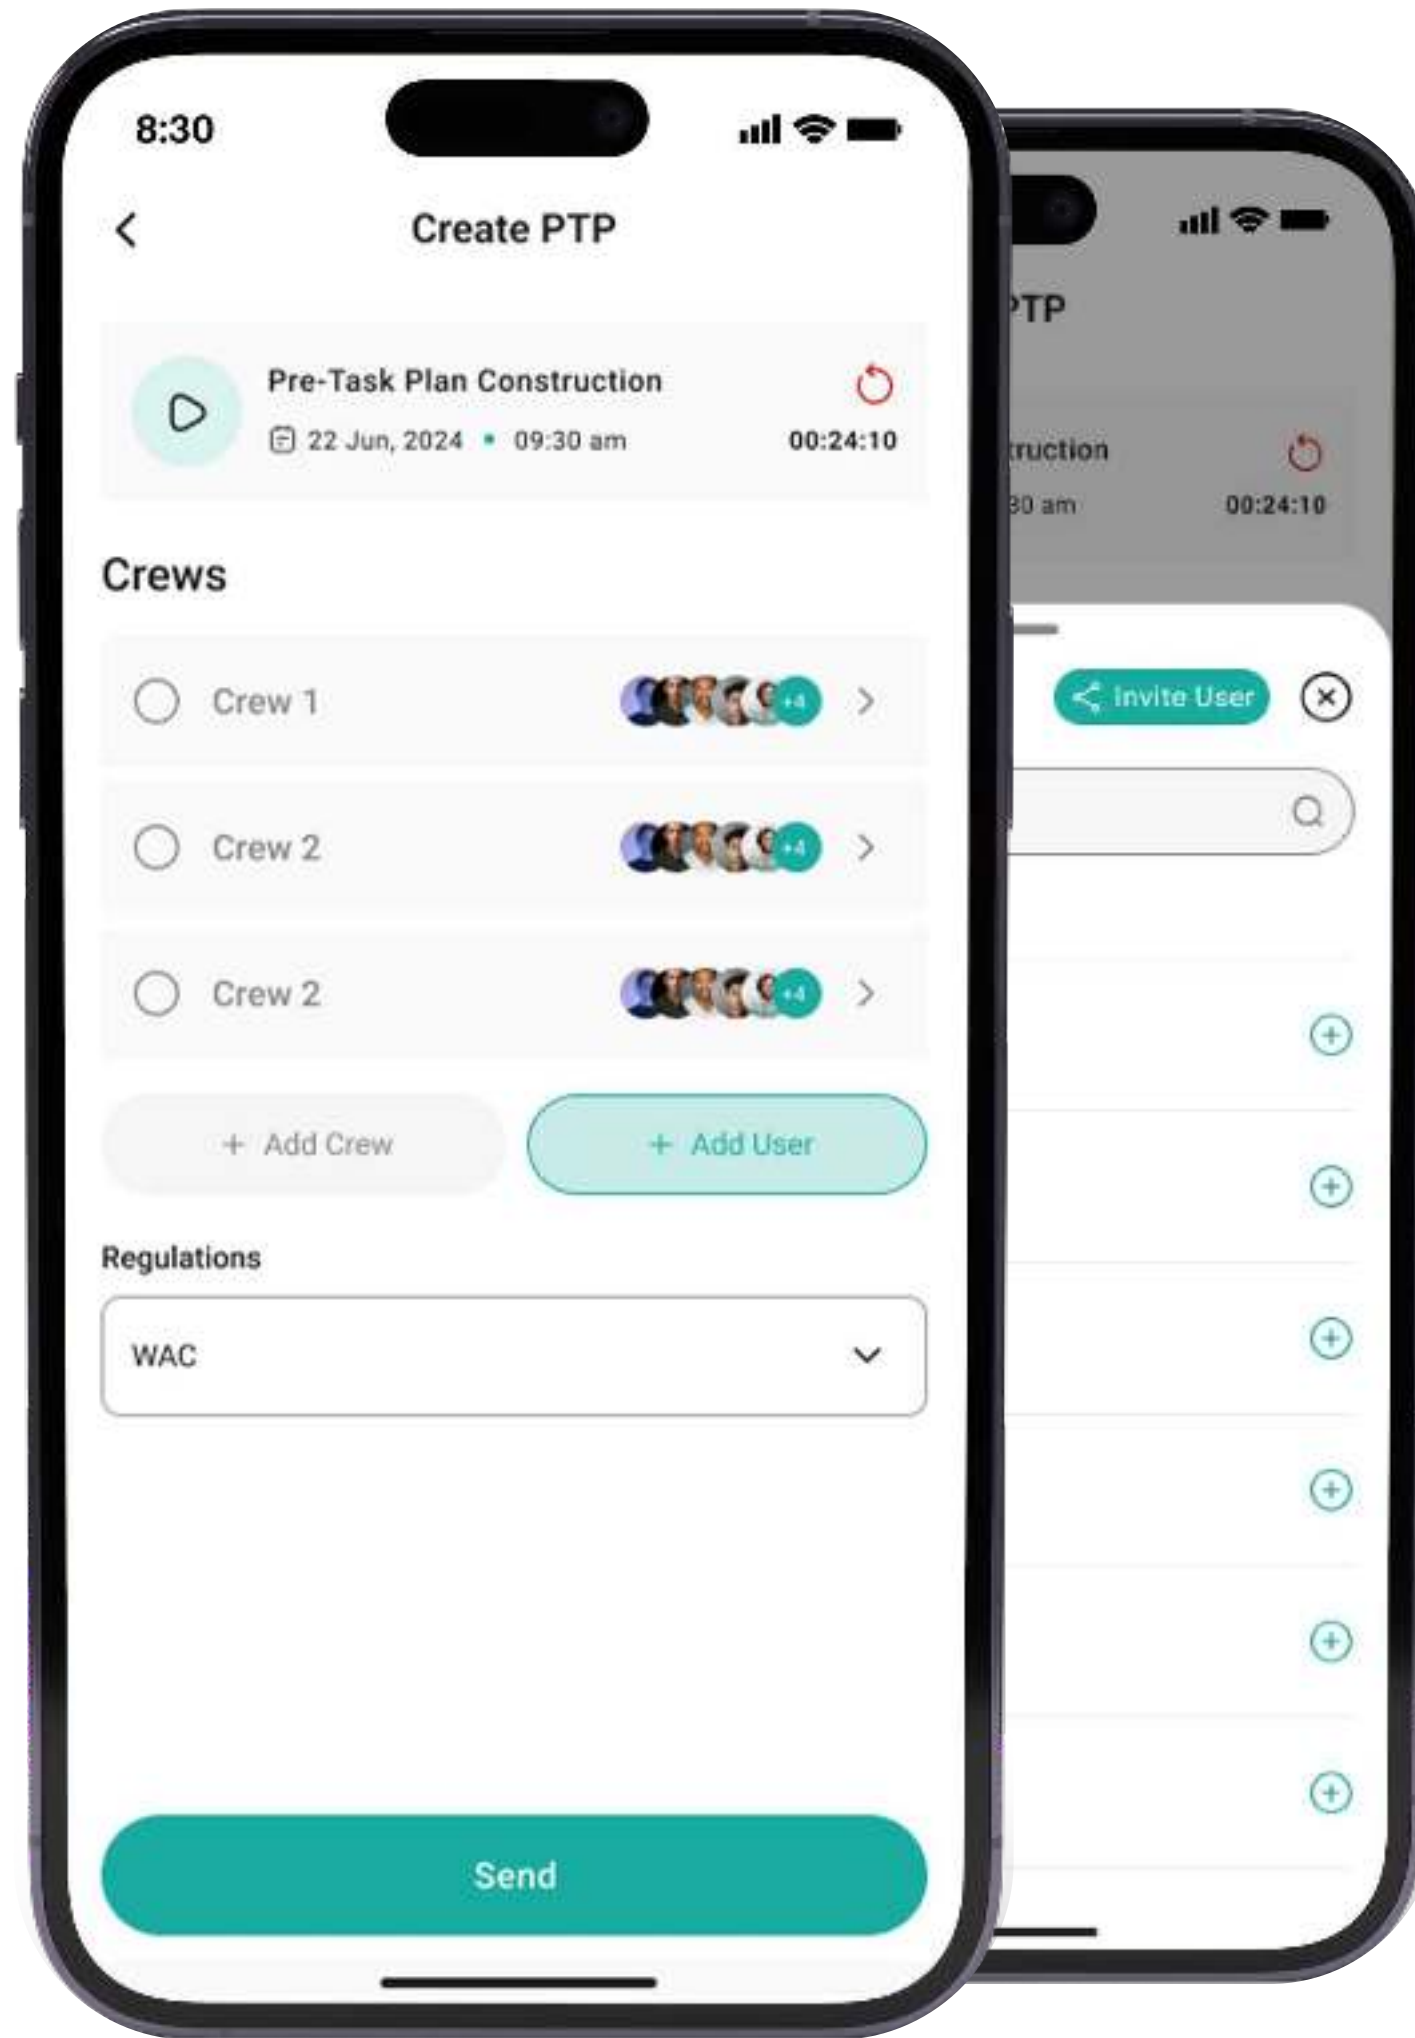 8:30
Create PTP
Pre-Task Plan Construction
22 Jun, 2024 • 09:30 am
00:24:10
Crews
Crew 1
+4
Crew 2
+4
Crew 2
+4
+ Add Crew
+ Add User
Regulations
WAC
Send
PTP
truction
30 am
00:24:10
Invite User